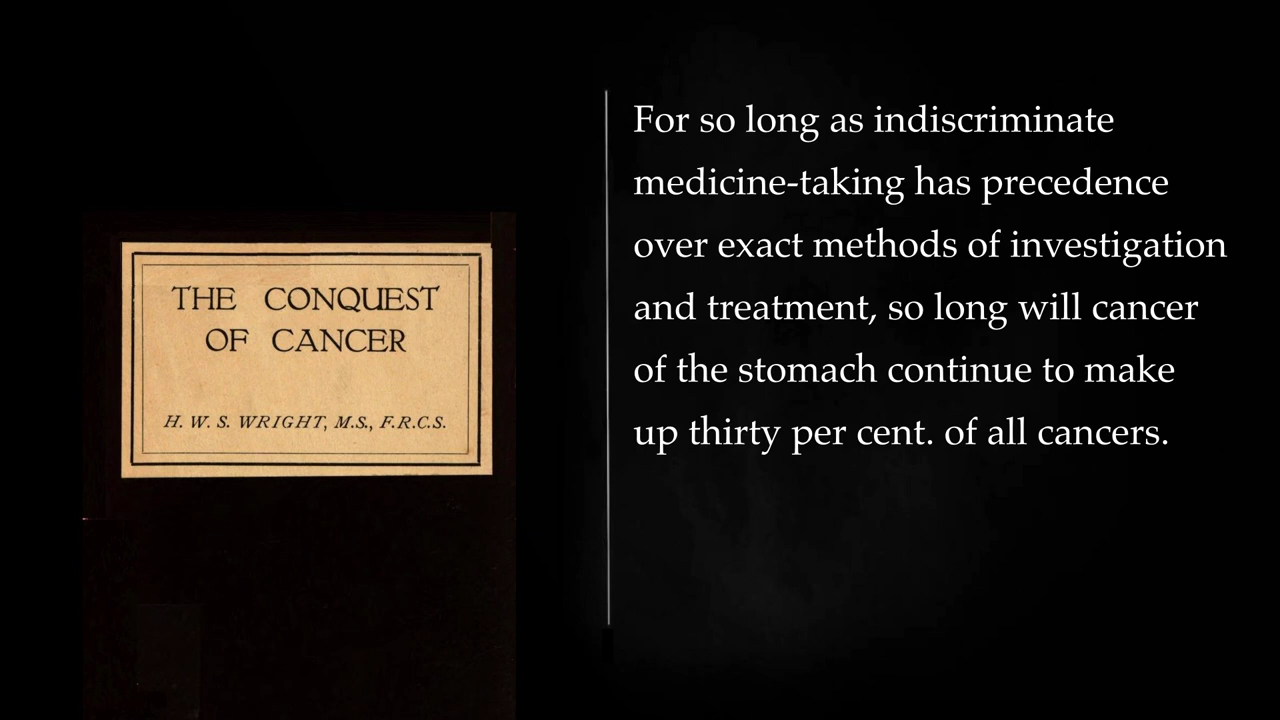 THE CONQUEST
OF CANCER
H. W. S. WRIGHT, M.S., F.R.C.S.
For so long as indiscriminate
medicine-taking has precedence
over exact methods of investigation
and treatment, so long will cancer
of the stomach continue to make
up thirty per cent. of all cancers.